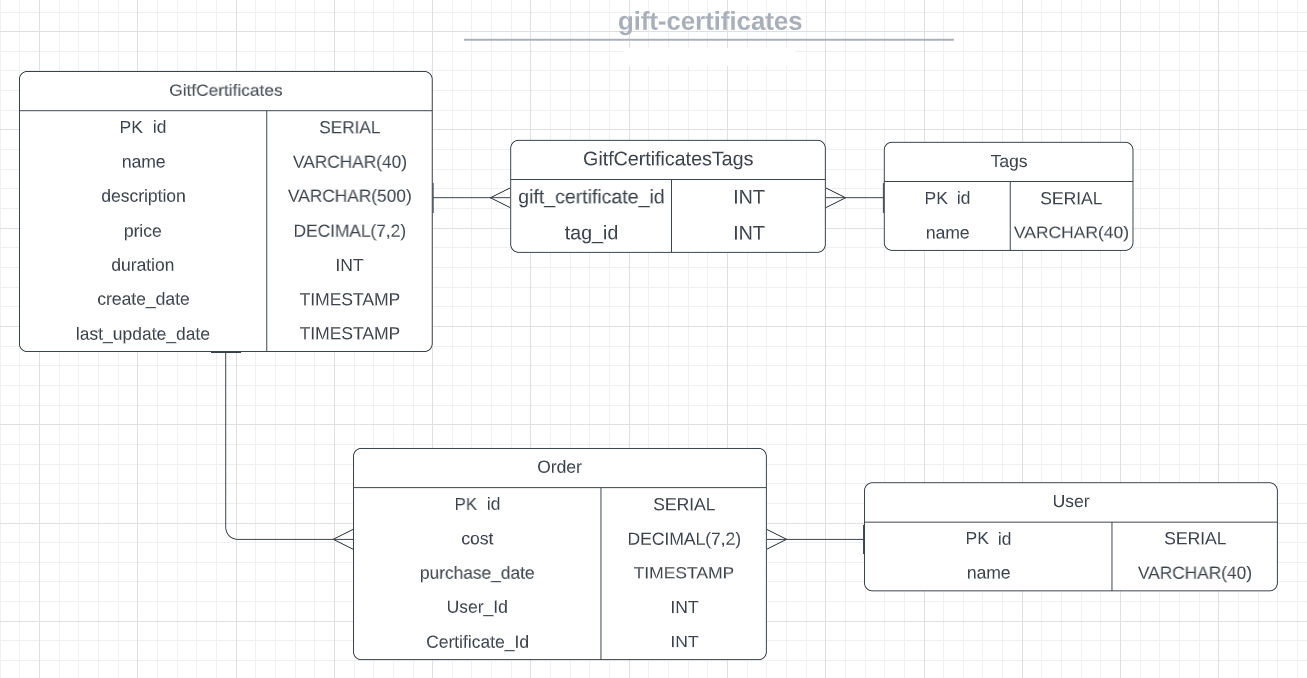 gift-certificates
GitfCertificates
PK id SERIAL
name VARCHAR(40)
description VARCHAR(500)
price DECIMAL(7,2)
duration INT
create_date TIMESTAMP
last_update_date TIMESTAMP
GitfCertificatesTags
gift_certificate_id INT
tag_id INT
Tags
PK id SERIAL
name VARCHAR(40)
Order
PK id SERIAL
cost DECIMAL(7,2)
purchase_date TIMESTAMP
User_Id INT
Certificate_Id INT
User
PK id SERIAL
name VARCHAR(40)